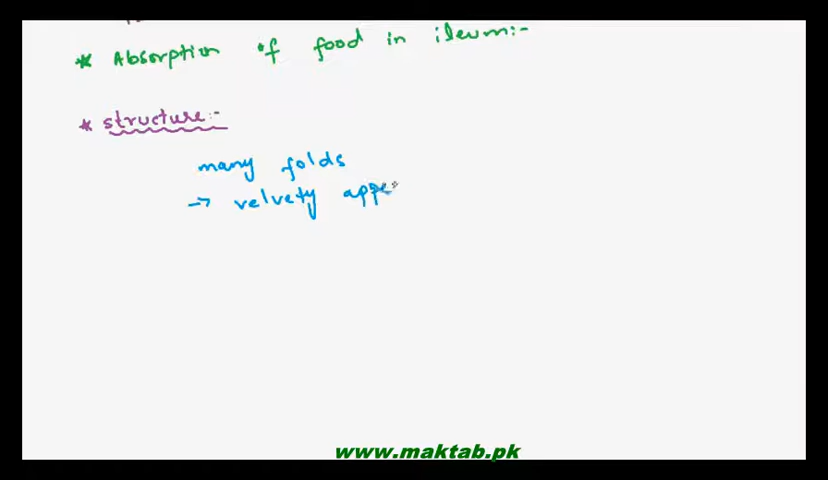 * Absorption of food in ileum:-
* structure:-
many folds
→ velvety appe
www.maktab.pk